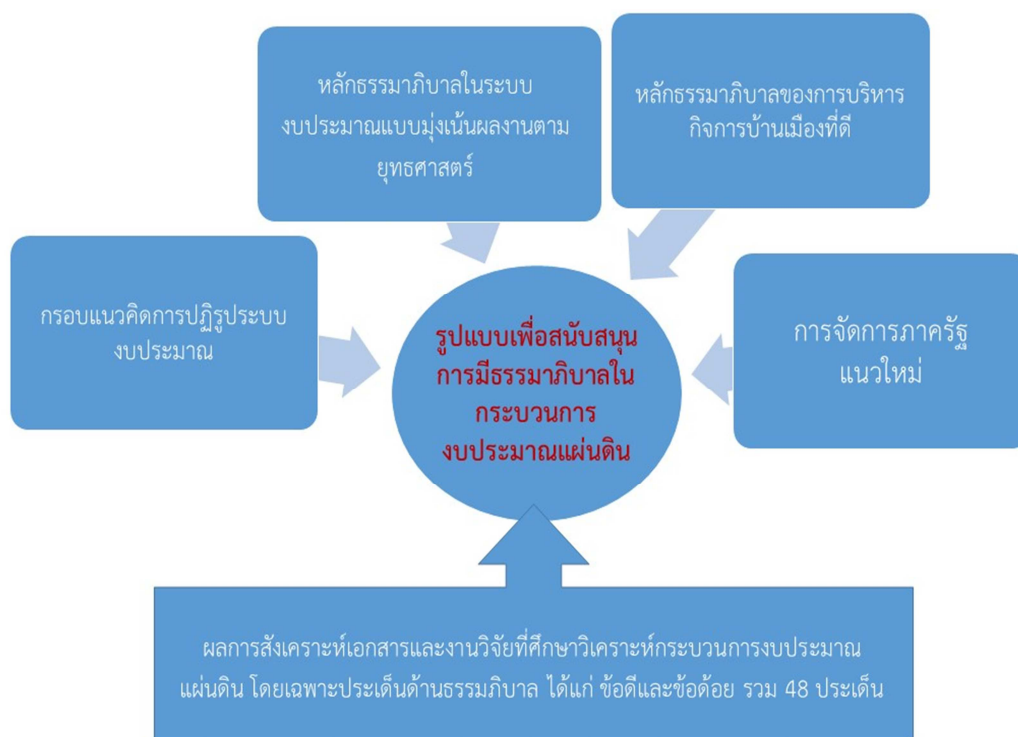 หลักธรรมาภิบาลในระบบ
งบประมาณแบบมุ่งเน้นผลงานตาม
ยุทธศาสตร์
หลักธรรมาภิบาลของการบริหาร
กิจการบ้านเมืองที่ดี
กรอบแนวคิดการปฏิรูประบบ
งบประมาณ
รูปแบบเพื่อสนับสนุน
การมีธรรมาภิบาลใน
กระบวนการ
งบประมาณแผ่นดิน
การจัดการภาครัฐ
แนวใหม่
ผลการสังเคราะห์เอกสารและงานวิจัยที่ศึกษาวิเคราะห์กระบวนการงบประมาณ
แผ่นดิน โดยเฉพาะประเด็นด้านธรรมภิบาล ได้แก่ ข้อดีและข้อด้อย รวม 48 ประเด็น